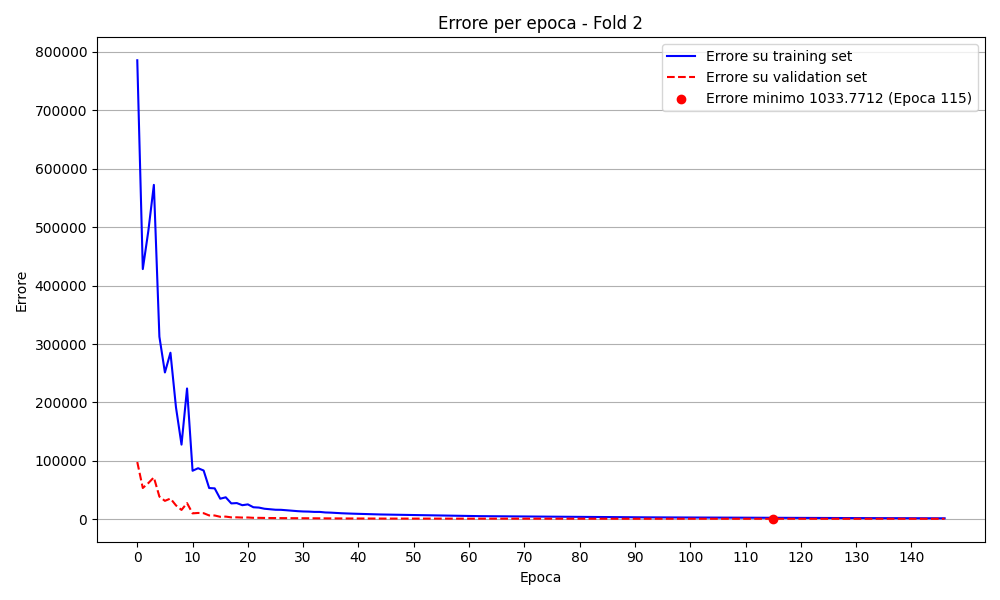 Errore per epoca - Fold 2
Errore su training set
Errore su validation set
Errore minimo 1033.7712 (Epoca 115)
Errore
800000
700000
600000
500000
400000
300000
200000
100000
0
0 10 20 30 40 50 60 70 80 90 100 110 120 130 140
Epoca